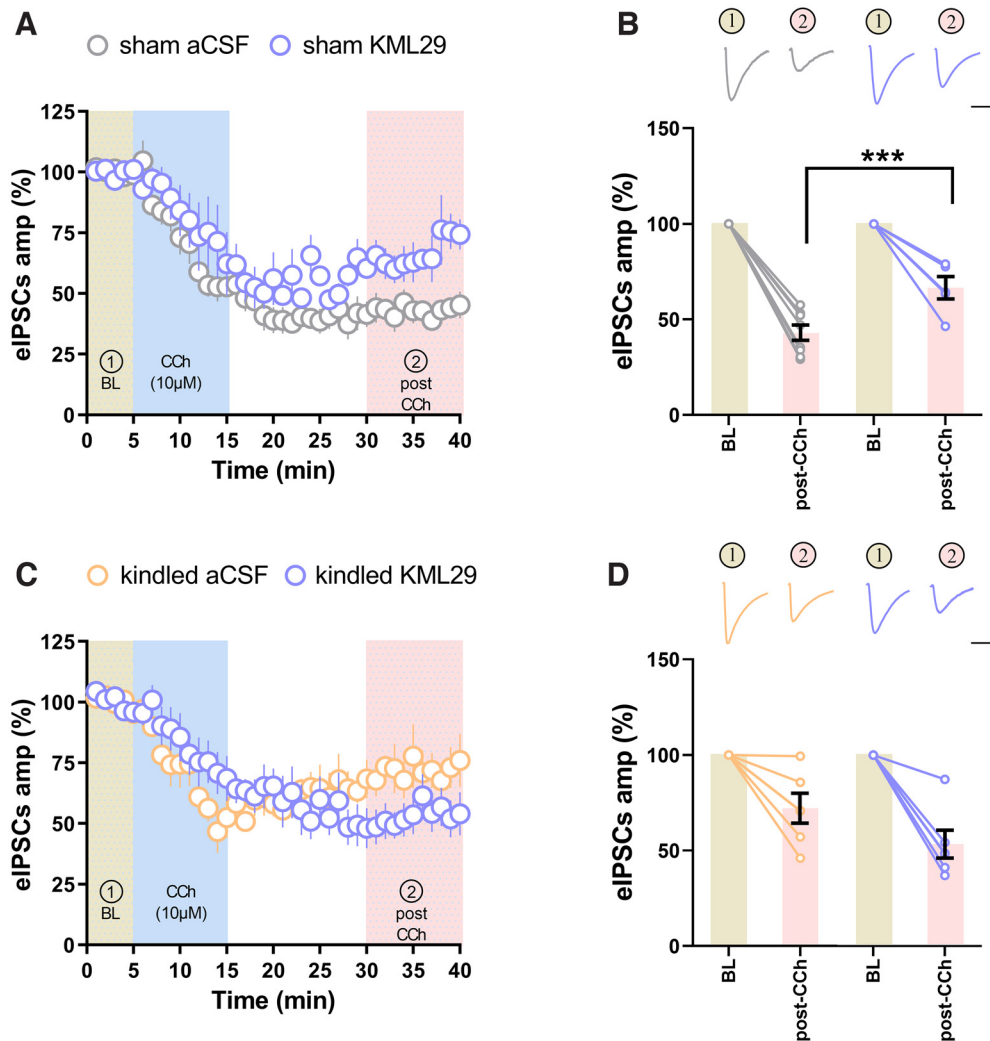 A
sham aCSF sham KML29
125
100
75
50
25
0
eIPSCs amp (%)
1
BL
CCh
(10µM)
2
post
CCh
0 5 10 15 20 25 30 35 40
Time (min)
B
1 2 1 2
150
100
50
0
eIPSCs amp (%)
***
BL
post-CCh
BL
post-CCh
C
kindled aCSF kindled KML29
125
100
75
50
25
0
eIPSCs amp (%)
1
BL
CCh
(10µM)
2
post
CCh
0 5 10 15 20 25 30 35 40
Time (min)
D
1 2 1 2
150
100
50
0
eIPSCs amp (%)
BL
post-CCh
BL
post-CCh